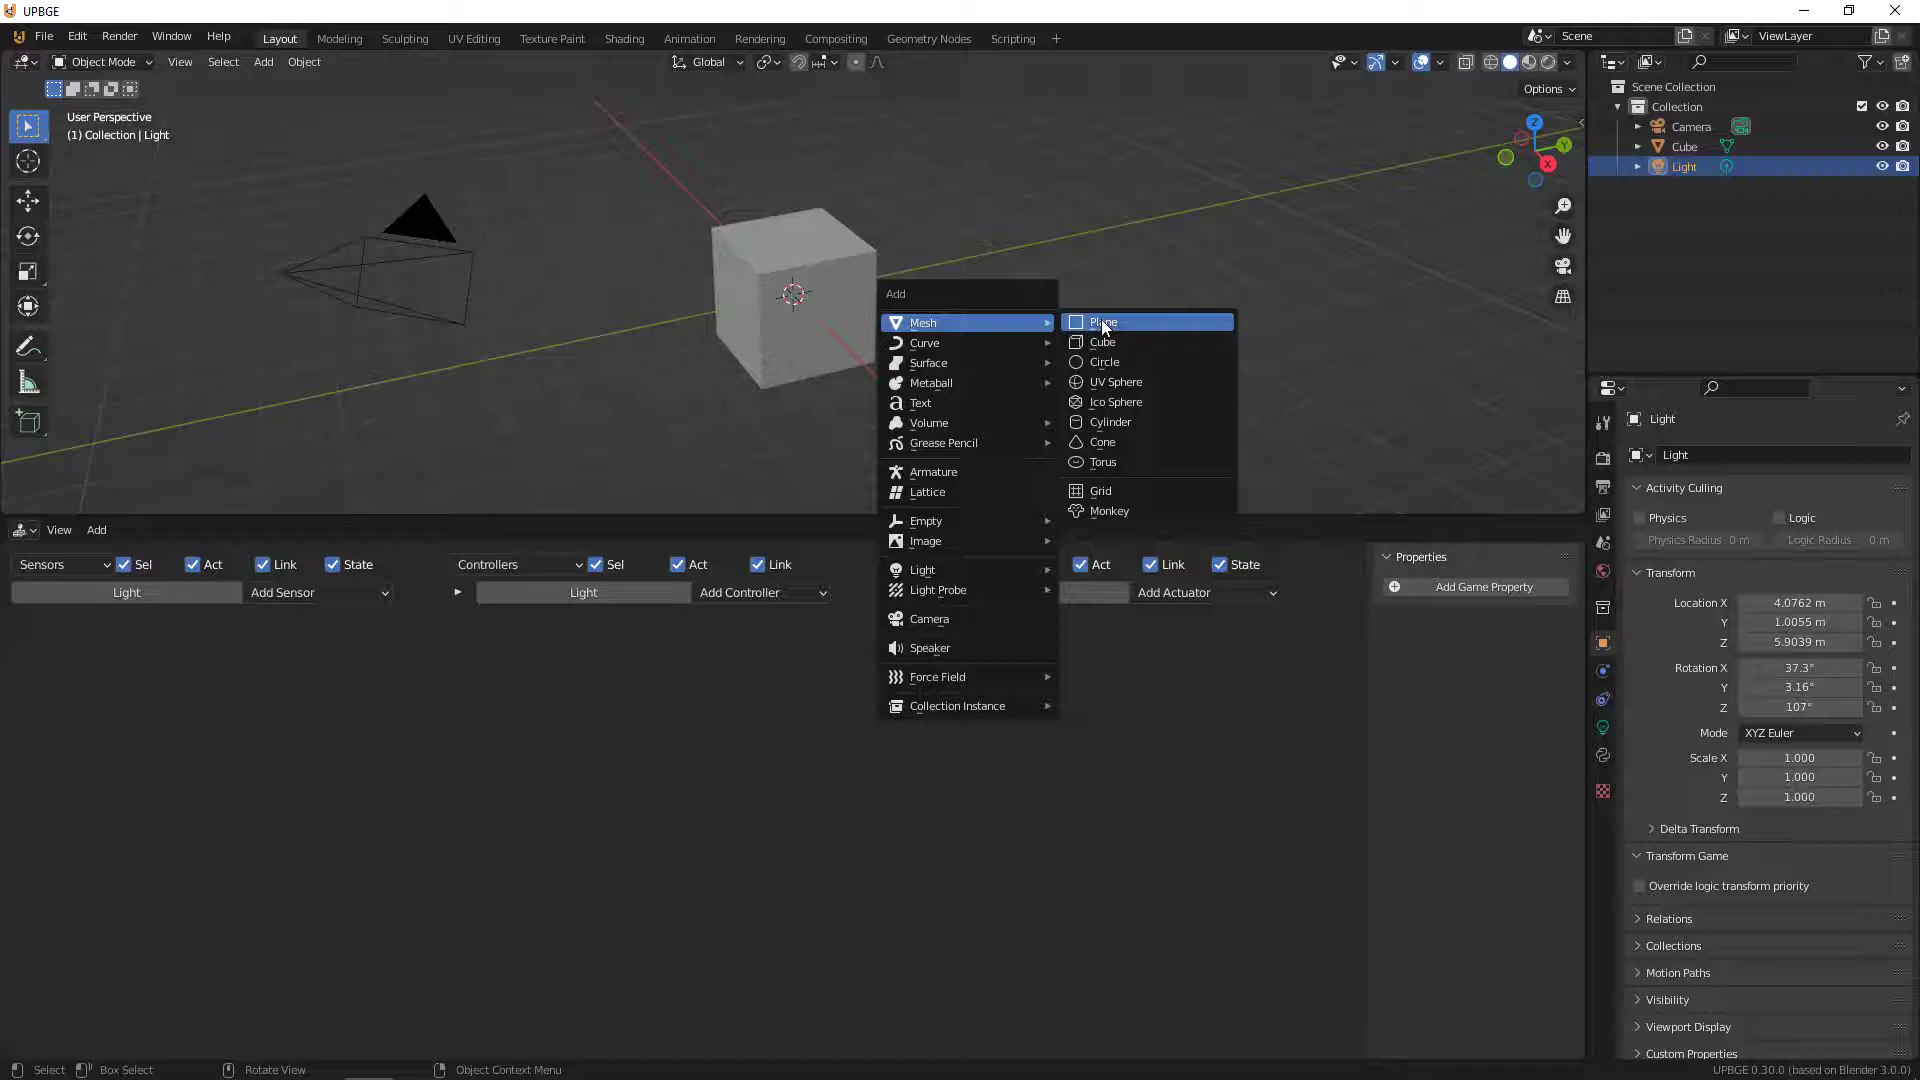 UPBGE
File Edit Render Window Help Layout Modeling Sculpting UV Editing Texture Paint Shading Animation Rendering Compositing Geometry Nodes Scripting Scene ViewLayer
Object Mode View Select Add Object Global
Options
User Perspective
(1) Collection | Light
Z
Y
X
Add
Mesh
Curve
Surface
Metaball
Text
Volume
Grease Pencil
Armature
Lattice
Empty
Image
Light
Light Probe
Camera
Speaker
Force Field
Collection Instance
Plane
Cube
Circle
UV Sphere
Ico Sphere
Cylinder
Cone
Torus
Grid
Monkey
View Add
Sensors Sel Act Link State Controllers Sel Act Link Act Link State
Light Add Sensor Light Add Controller Add Actuator
Properties
Add Game Property
Scene Collection
Collection
Camera
Cube
Light
Light
Light
Activity Culling
Physics Logic
Physics Radius 0 m Logic Radius 0 m
Transform
Location X 4.0762 m
Y 1.0055 m
Z 5.9039 m
Rotation X 37.3°
Y 3.16°
Z 107°
Mode XYZ Euler
Scale X 1.000
Y 1.000
Z 1.000
Delta Transform
Transform Game
Override logic transform priority
Relations
Collections
Motion Paths
Visibility
Viewport Display
Custom Properties
Select Box Select Rotate View Object Context Menu UPBGE 0.30.0 (based on Blender 3.0.0)